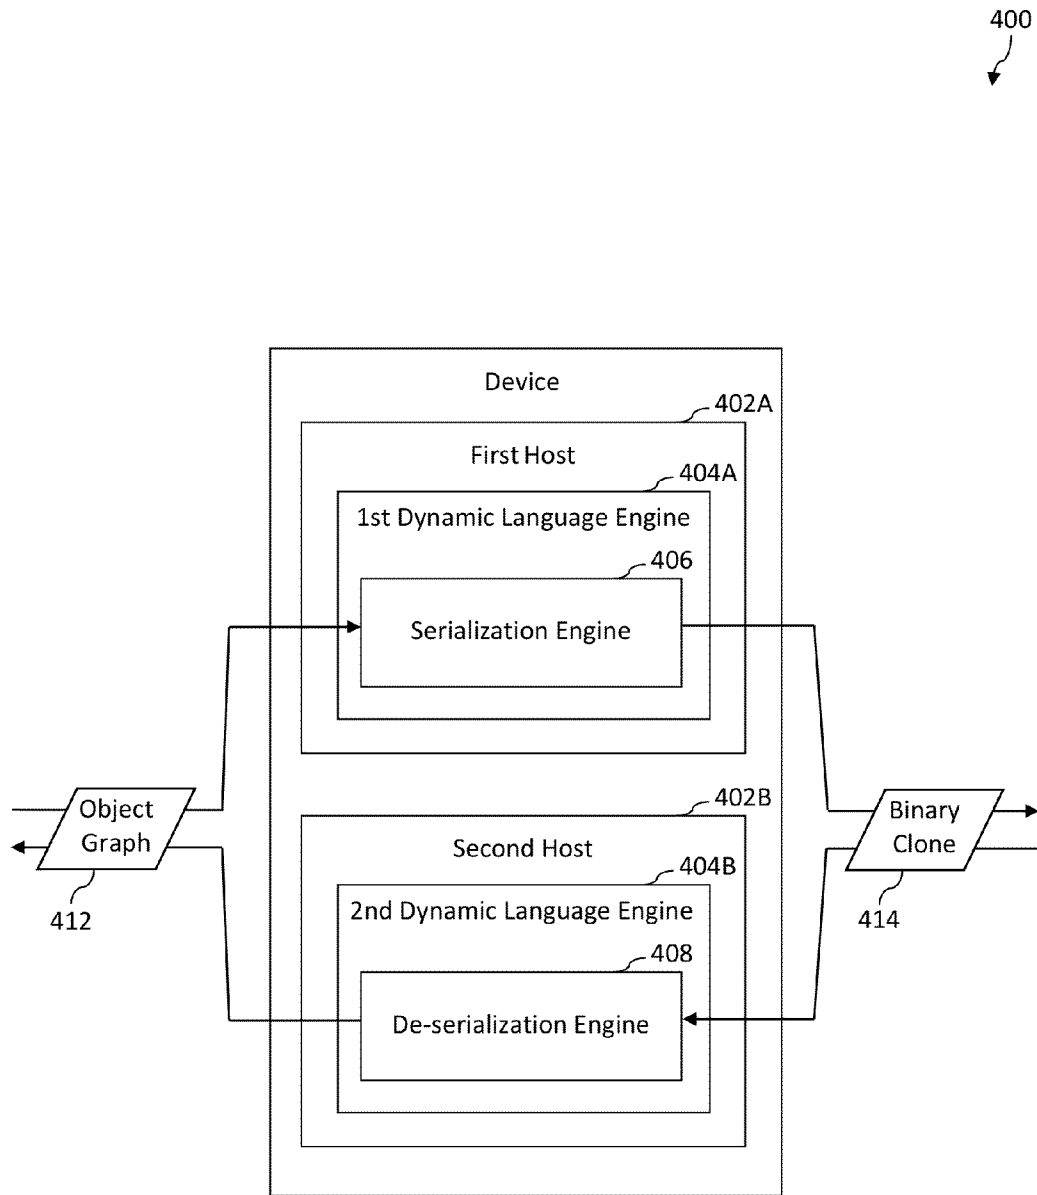 400
Device
402A
First Host
404A
1st Dynamic Language Engine
406
Serialization Engine
402B
Object
Graph
Binary
Clone
Second Host
404B
412
414
2nd Dynamic Language Engine
408
De-serialization Engine